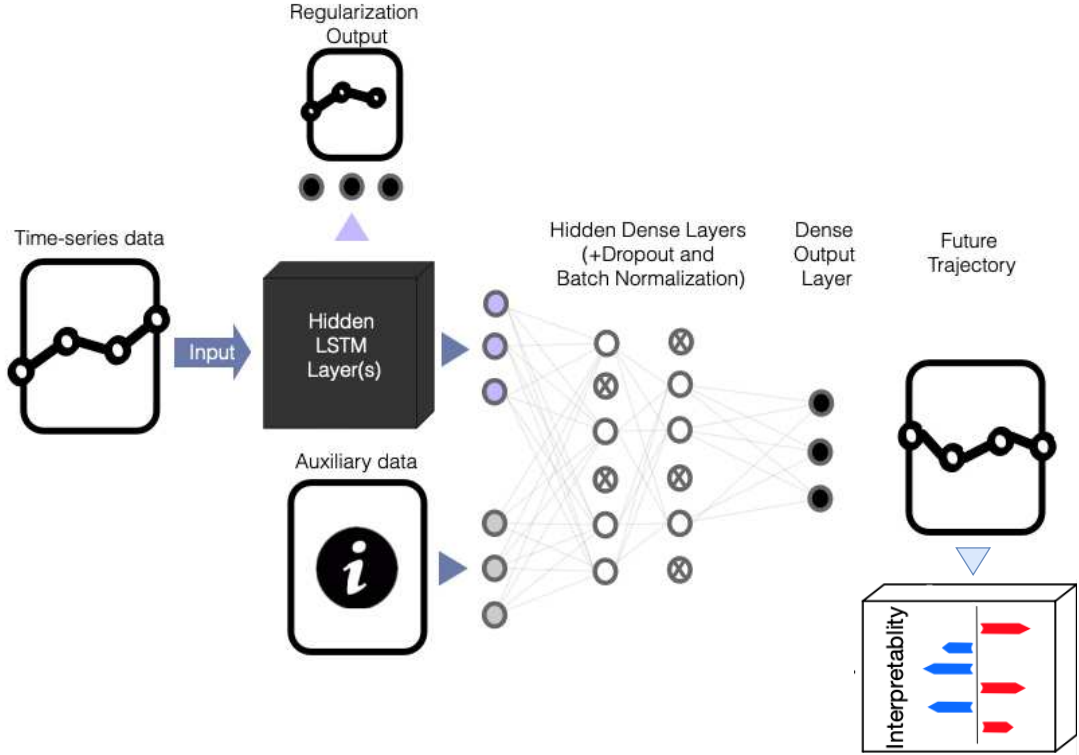 Regularization
Output
Time-series data
Input
Hidden
LSTM
Layer(s)
Hidden Dense Layers
(+Dropout and
Batch Normalization)
Dense
Output
Layer
Future
Trajectory
Auxiliary data
i
Interpretablity